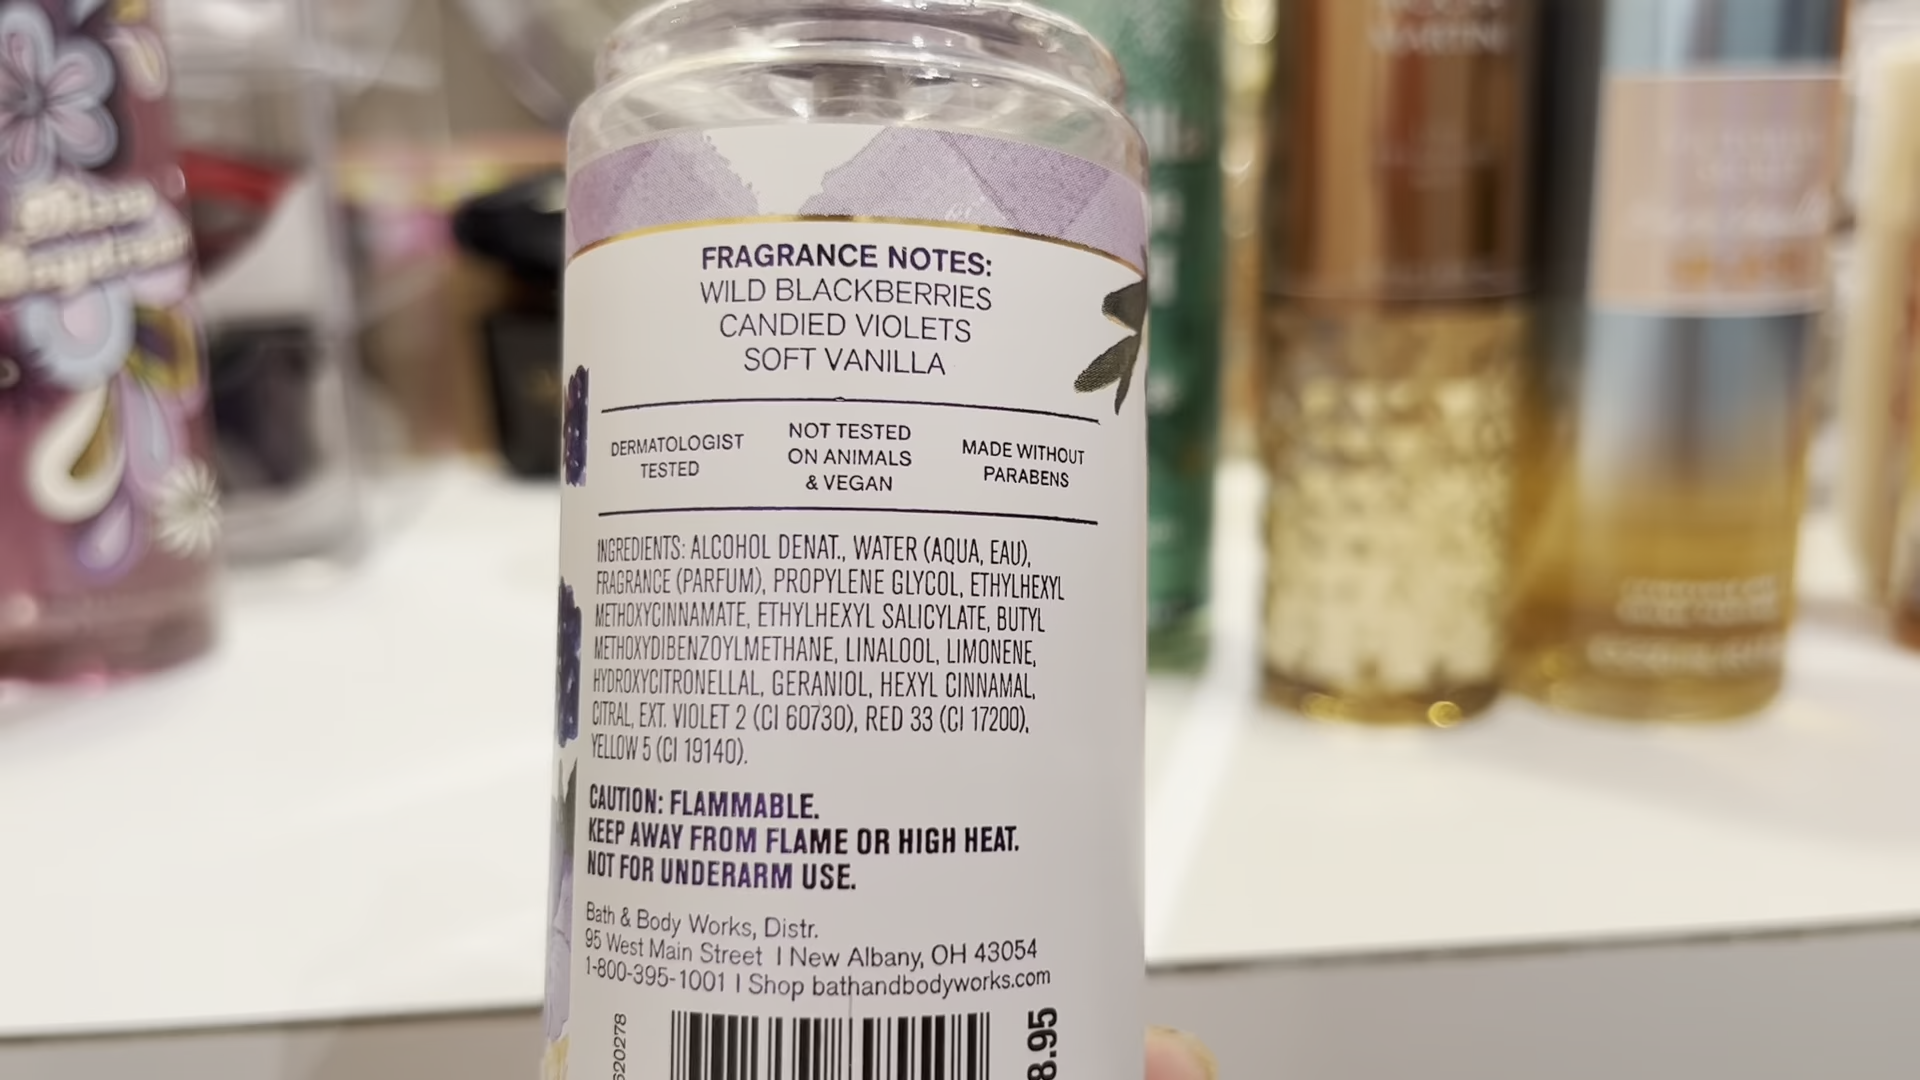 FRAGRANCE NOTES:
WILD BLACKBERRIES
CANDIED VIOLETS
SOFT VANILLA
DERMATOLOGIST
TESTED
NOT TESTED
ON ANIMALS
& VEGAN
MADE WITHOUT
PARABENS
INGREDIENTS: ALCOHOL DENAT., WATER (AQUA, EAU),
FRAGRANCE (PARFUM), PROPYLENE GLYCOL, ETHYLHEXYL
METHOXYCINNAMATE, ETHYLHEXYL SALICYLATE, BUTYL
METHOXYDIBENZOYLMETHANE, LINALOOL, LIMONENE,
HYDROXYCITRONELLAL, GERANIOL, HEXYL CINNAMAL,
CITRAL, EXT. VIOLET 2 (CI 60730), RED 33 (CI 17200),
YELLOW 5 (CI 19140).
CAUTION: FLAMMABLE.
KEEP AWAY FROM FLAME OR HIGH HEAT.
NOT FOR UNDERARM USE.
Bath & Body Works, Distr.
95 West Main Street | New Albany, OH 43054
1-800-395-1001 | Shop bathandbodyworks.com
620278
8.95